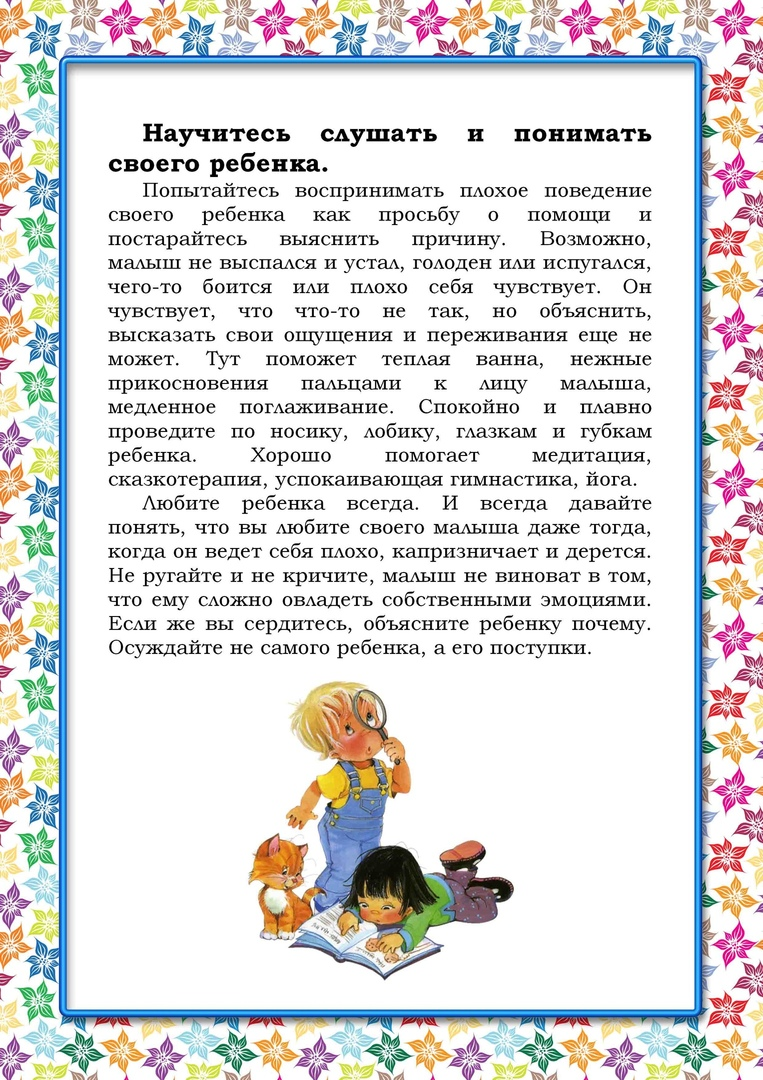 Научитесь слушать и понимать
своего ребенка.
Попытайтесь воспринимать плохое поведение
своего ребенка как просьбу о помощи и
постарайтесь выяснить причину. Возможно,
малыш не выспался и устал, голоден или испугался,
чего-то боится или плохо себя чувствует. Он
чувствует, что что-то не так, но объяснить,
высказать свои ощущения и переживания еще не
может. Тут поможет теплая ванна, нежные
прикосновения пальцами к лицу малыша,
медленное поглаживание. Спокойно и плавно
проведите по носику, лобику, глазкам и губкам
ребенка. Хорошо помогает медитация,
сказкотерапия, успокаивающая гимнастика, йога.
Любите ребенка всегда. И всегда давайте
понять, что вы любите своего малыша даже тогда,
когда он ведет себя плохо, капризничает и дерется.
Не ругайте и не кричите, малыш не виноват в том,
что ему сложно овладеть собственными эмоциями.
Если же вы сердитесь, объясните ребенку почему.
Осуждайте не самого ребенка, а его поступки.